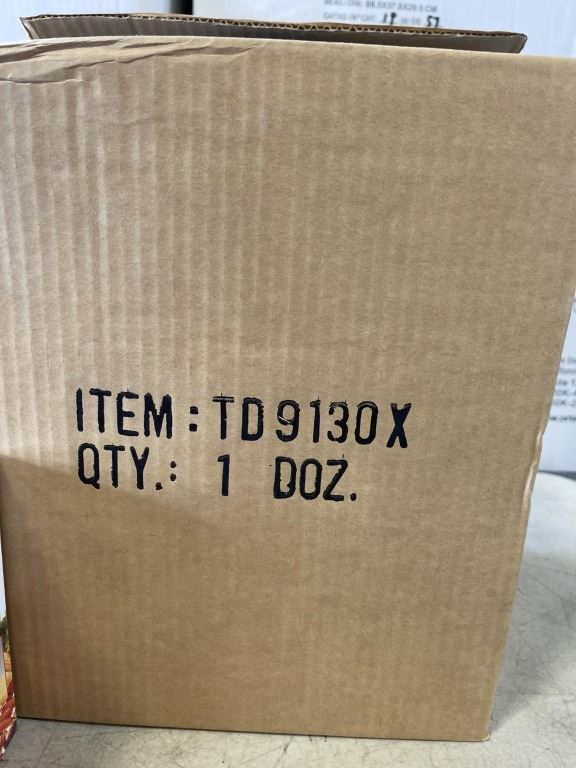 ITEM : TD9130X
QTY.: 1 DOZ.